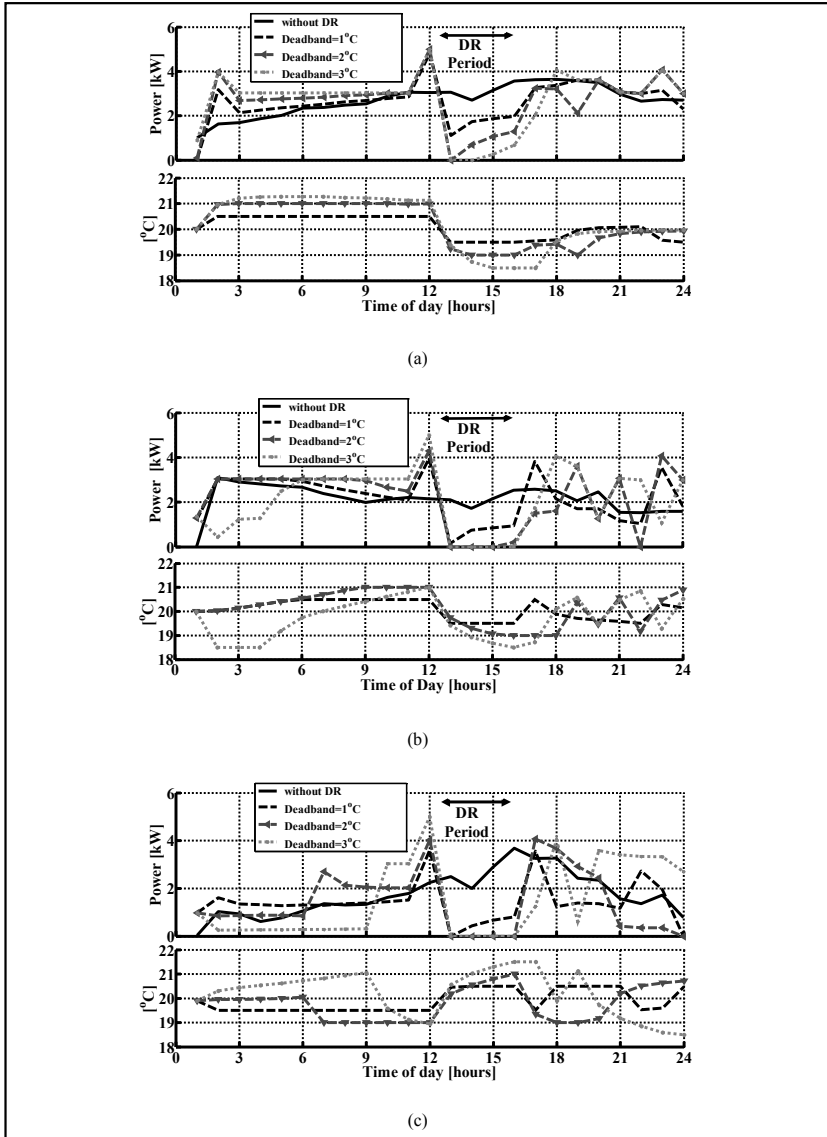 without DR
Deadband=1°C
Deadband=2°C
Deadband=3°C
DR
Period
Power [kW]
6
4
2
0
[°C]
22
21
20
19
18
0 3 6 9 12 15 18 21 24
Time of day [hours]
(a)
without DR
Deadband=1°C
Deadband=2°C
Deadband=3°C
DR
Period
Power [kW]
6
4
2
0
[°C]
22
21
20
19
18
0 3 6 9 12 15 18 21 24
Time of Day [hours]
(b)
without DR
Deadband=1°C
Deadband=2°C
Deadband=3°C
DR
Period
Power [kW]
6
4
2
0
[°C]
22
21
20
19
18
0 3 6 9 12 15 18 21 24
Time of day [hours]
(c)